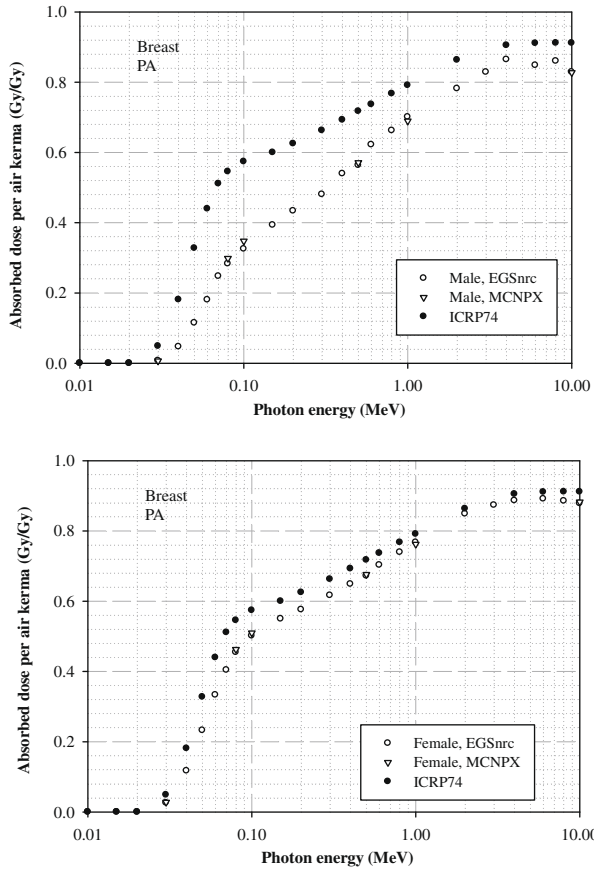 1.0
Breast
PA
0.8
0.6
0.4
0.2
0.0
Absorbed dose per air kerma (Gy/Gy)
Male, EGSnrc
Male, MCNPX
ICRP74
0.01 0.10 1.00 10.00
Photon energy (MeV)
1.0
Breast
PA
0.8
0.6
0.4
0.2
0.0
Absorbed dose per air kerma (Gy/Gy)
Female, EGSnrc
Female, MCNPX
ICRP74
0.01 0.10 1.00 10.00
Photon energy (MeV)